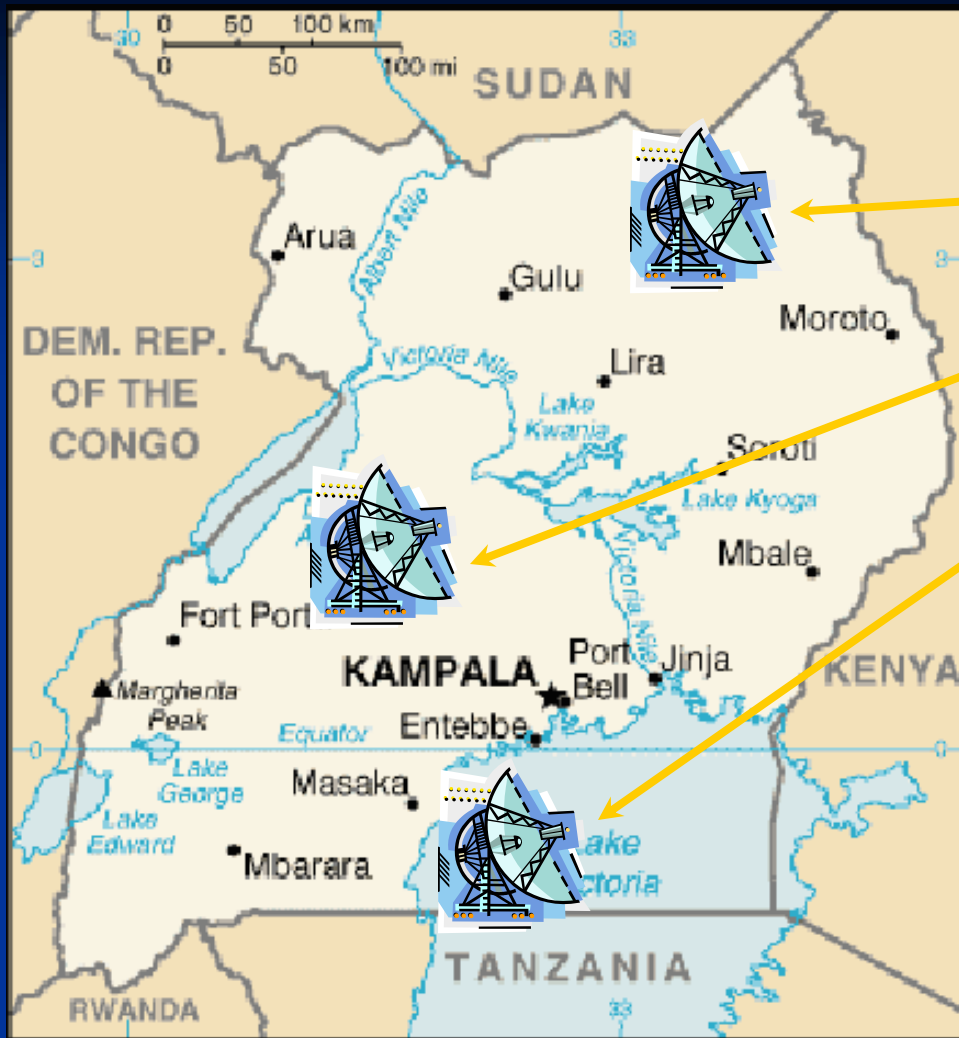 0 50 100 km
0 50 100 mi
30
33
SUDAN
Arua
Albert Nile
3
3
Gulu
Moroto
DEM. REP.
OF THE
CONGO
Victoria Nile
Lira
Lake
Kwania
Soroti
Lake Kyoga
Mbale
Victoria Nile
Fort Port
KAMPALA
Port
Bell
Jinja
KENYA
Margherita
Peak
Entebbe
Equator
0
0
Lake
George
Masaka
Lake
Edward
Mbarara
TANZANIA
RWANDA
33